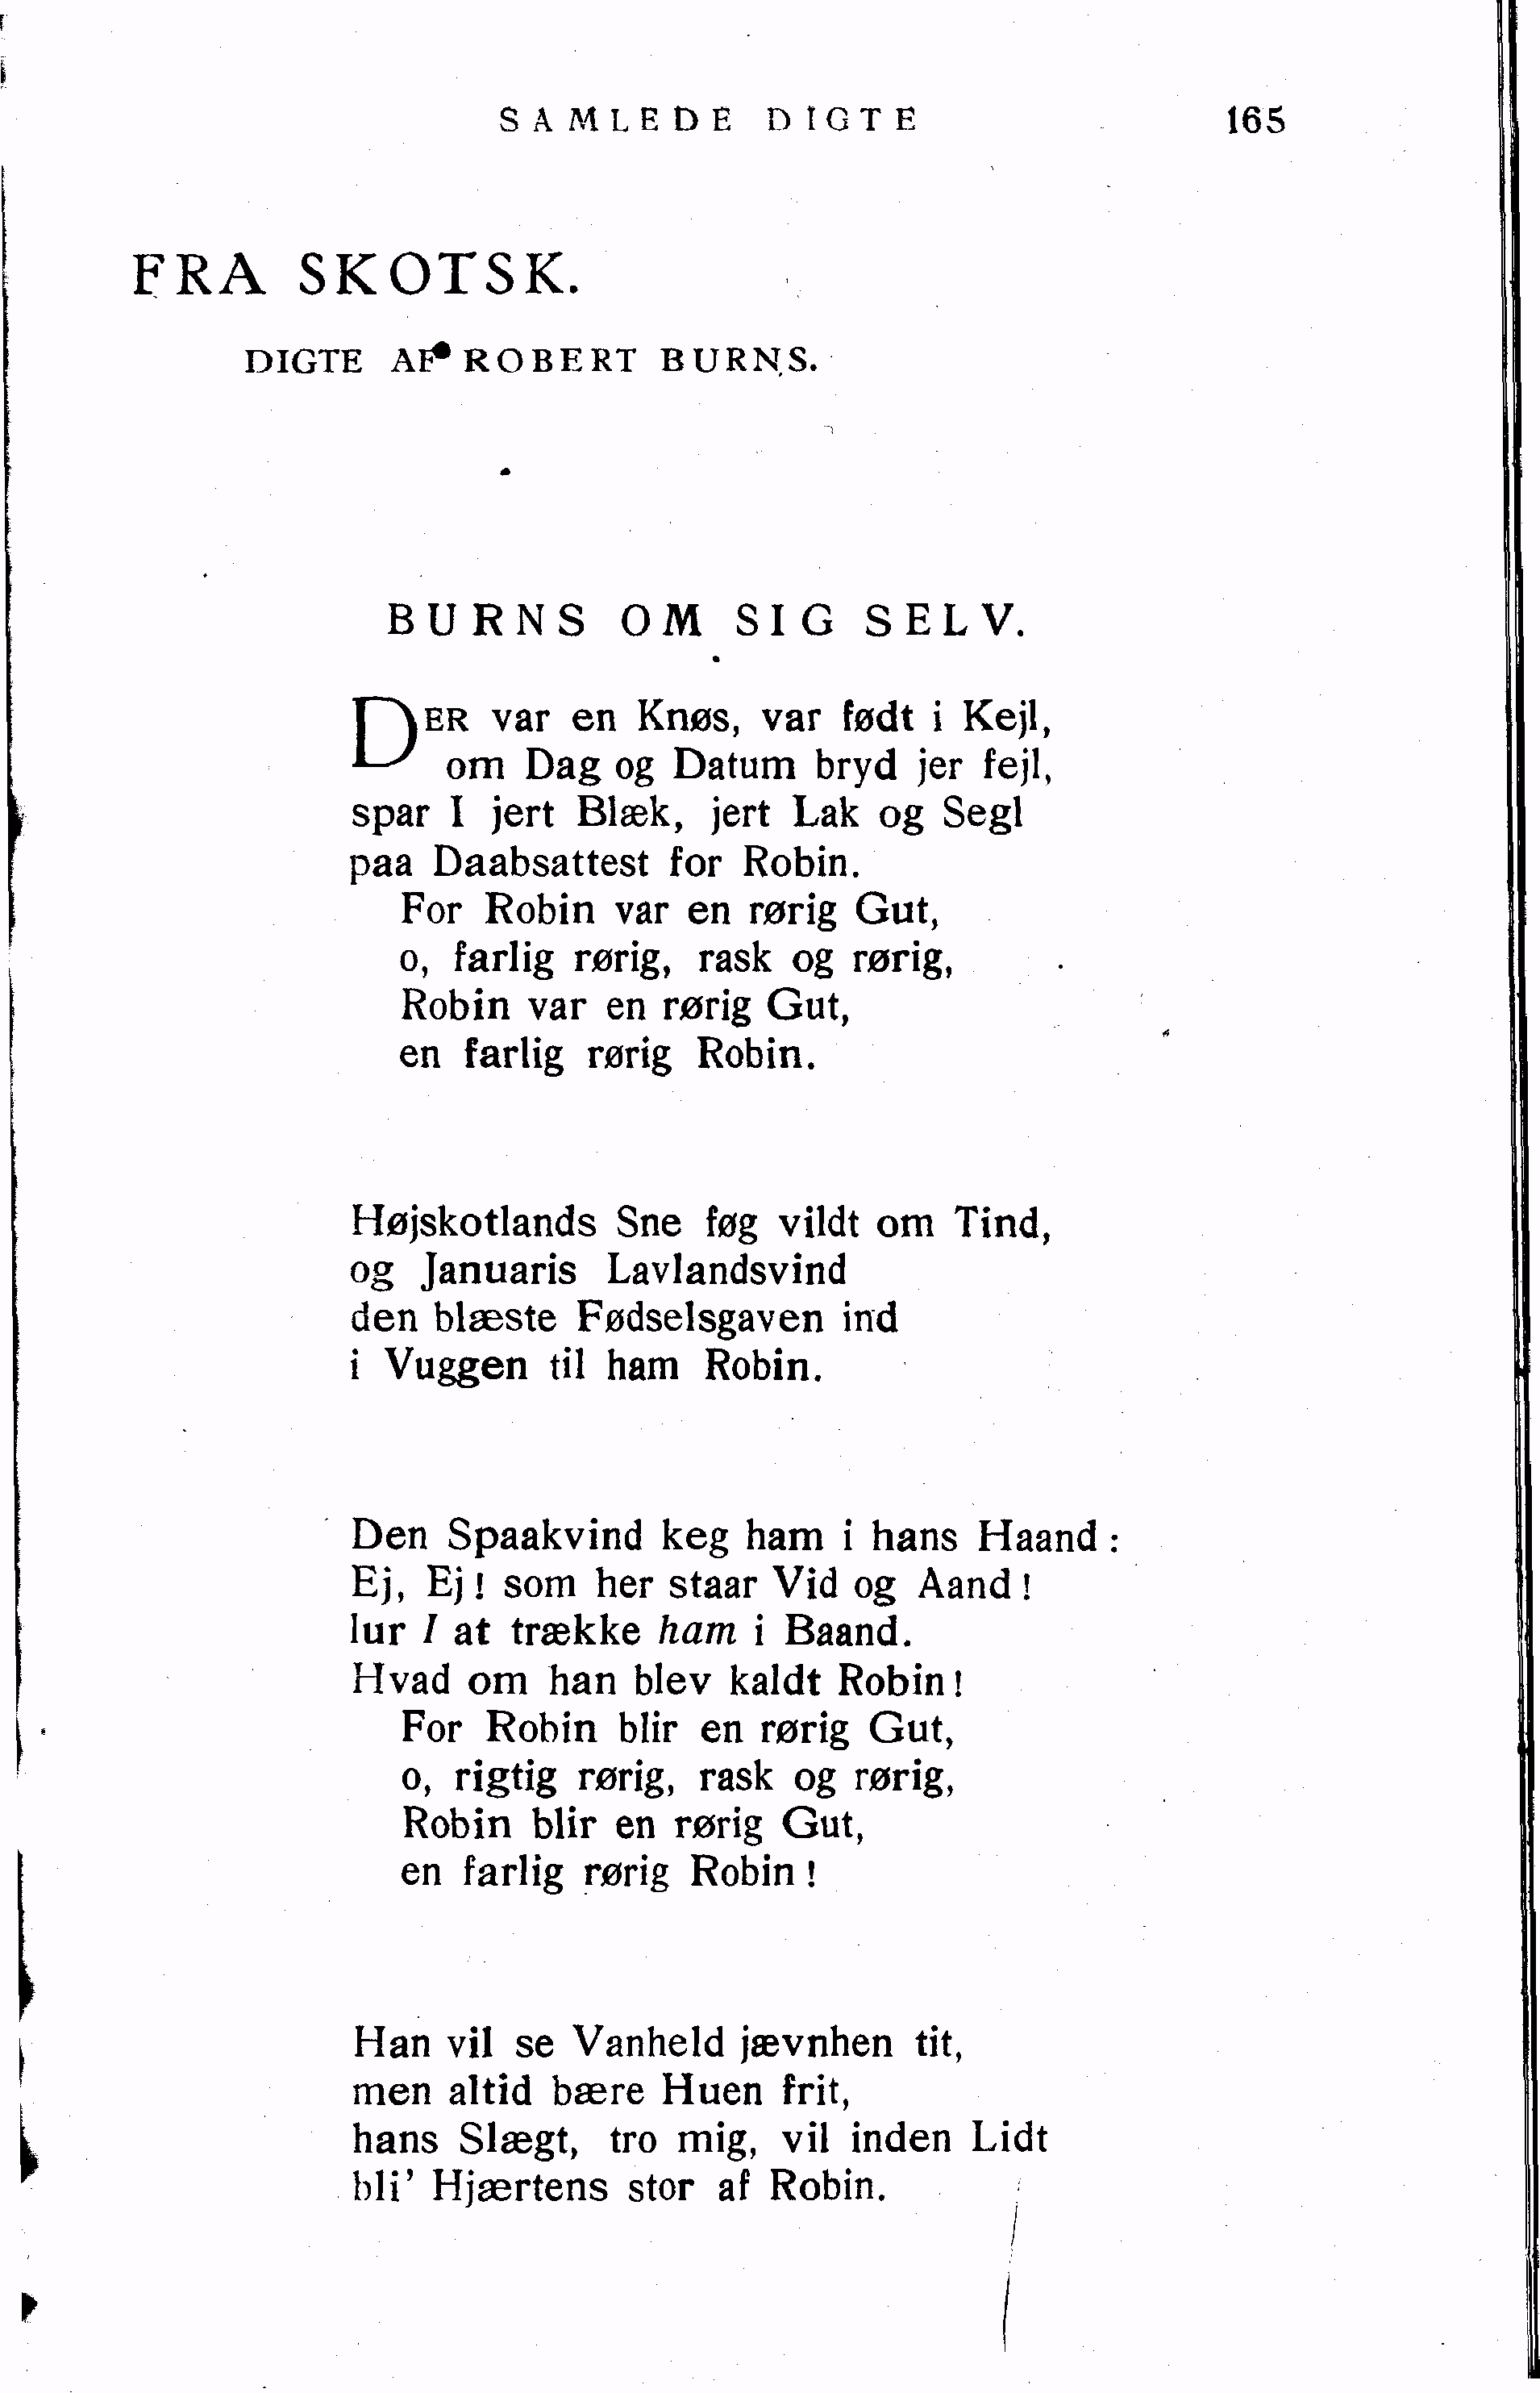 SAMLEDE DIGTE 165
FRA SKOTSK.
DIGTE AF ROBERT BURNS.
BURNS OM SIG SELV.
DER var en Knøs, var født i Kejl,
om Dag og Datum bryd jer fejl,
spar I jert Blæk, jert Lak og Segl
paa Daabsattest for Robin.
For Robin var en rørig Gut,
o, farlig rørig, rask og rørig,
Robin var en rørig Gut,
en farlig rørig Robin.
Højskotlands Sne føg vildt om Tind,
og Januaris Lavlandsvind
den blæste Fødselsgaven ind
i Vuggen til ham Robin.
Den Spaakvind keg ham i hans Haand:
Ej, Ej! som her staar Vid og Aand!
lur I at trække ham i Baand.
Hvad om han blev kaldt Robin!
For Robin blir en rørig Gut,
o, rigtig rørig, rask og rørig,
Robin blir en rørig Gut,
en farlig rørig Robin!
Han vil se Vanheld jævnhen tit,
men altid bære Huen frit,
hans Slægt, tro mig, vil inden Lidt
bli' Hjærtens stor af Robin.